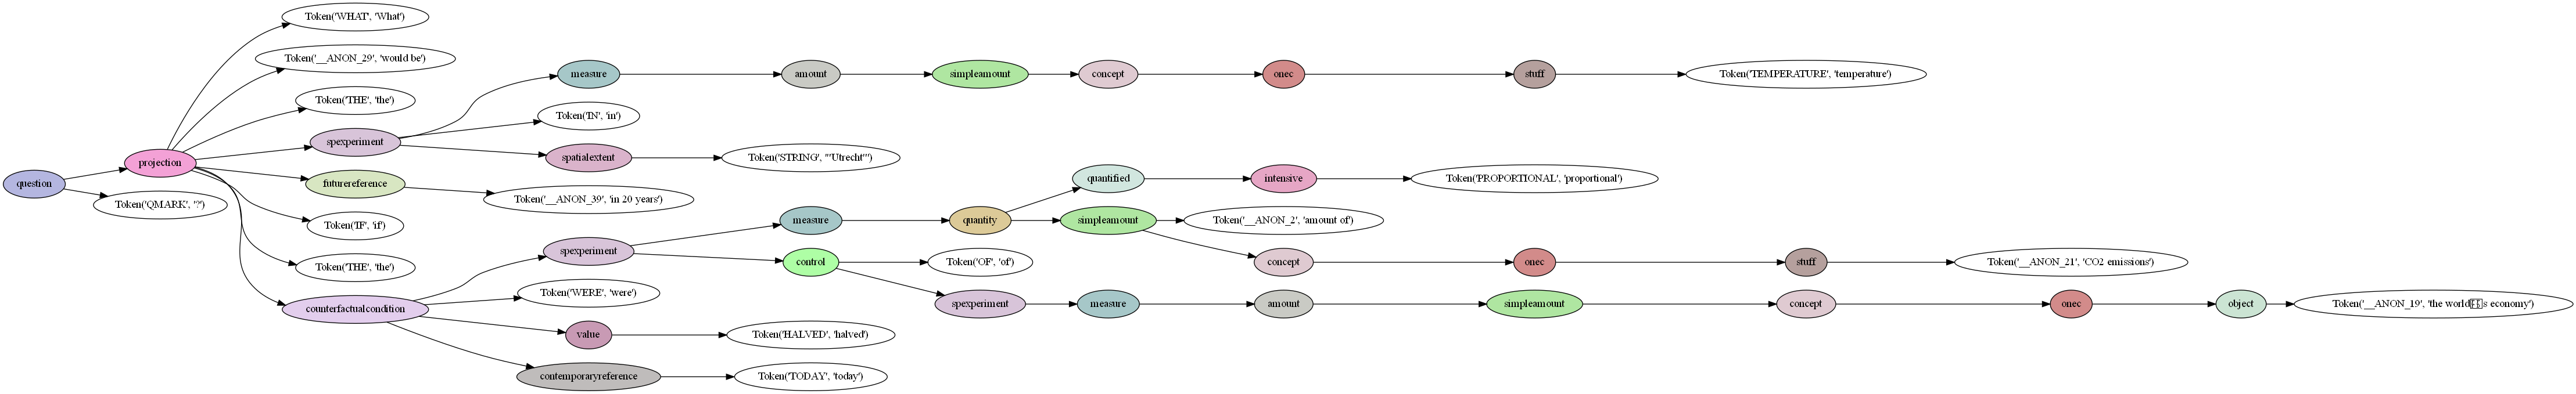 Token('WHAT', 'What')
Token('__ANON_29', 'would be')
measure amount simpleamount concept onec stuff Token('TEMPERATURE', 'temperature')
Token('THE', 'the')
Token('IN', 'in')
spexperiment
spatialextent Token('STRING', "'Utrecht'")
projection
quantified intensive Token('PROPORTIONAL', 'proportional')
question futurereference
Token('__ANON_39', 'in 20 years')
Token('QMARK', '?')
measure quantity simpleamount Token('__ANON_2', 'amount of')
Token('IF', 'if')
spexperiment
control Token('OF', 'of') concept onec stuff Token('__ANON_21', 'CO2 emissions')
Token('THE', 'the')
Token('WERE', 'were')
spexperiment measure amount simpleamount concept onec object Token('__ANON_19', 'the world s economy')
counterfactualcondition
value Token('HALVED', 'halved')
contemporaryreference Token('TODAY', 'today')